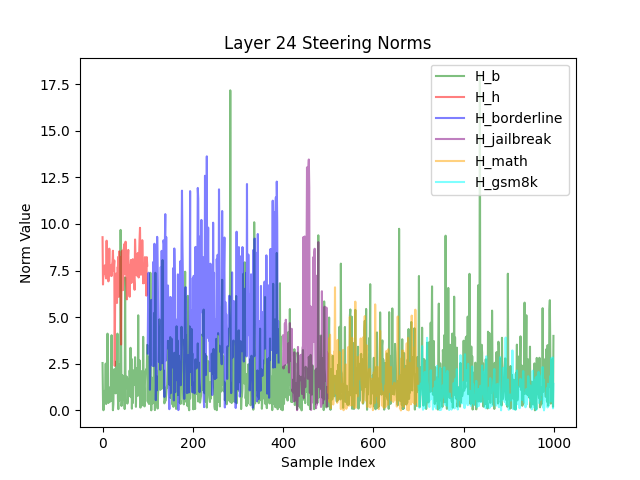 Layer 24 Steering Norms
H_b
H_h
H_borderline
H_jailbreak
H_math
H_gsm8k
Norm Value
17.5
15.0
12.5
10.0
7.5
5.0
2.5
0.0
0
200
400
600
800
1000
Sample Index